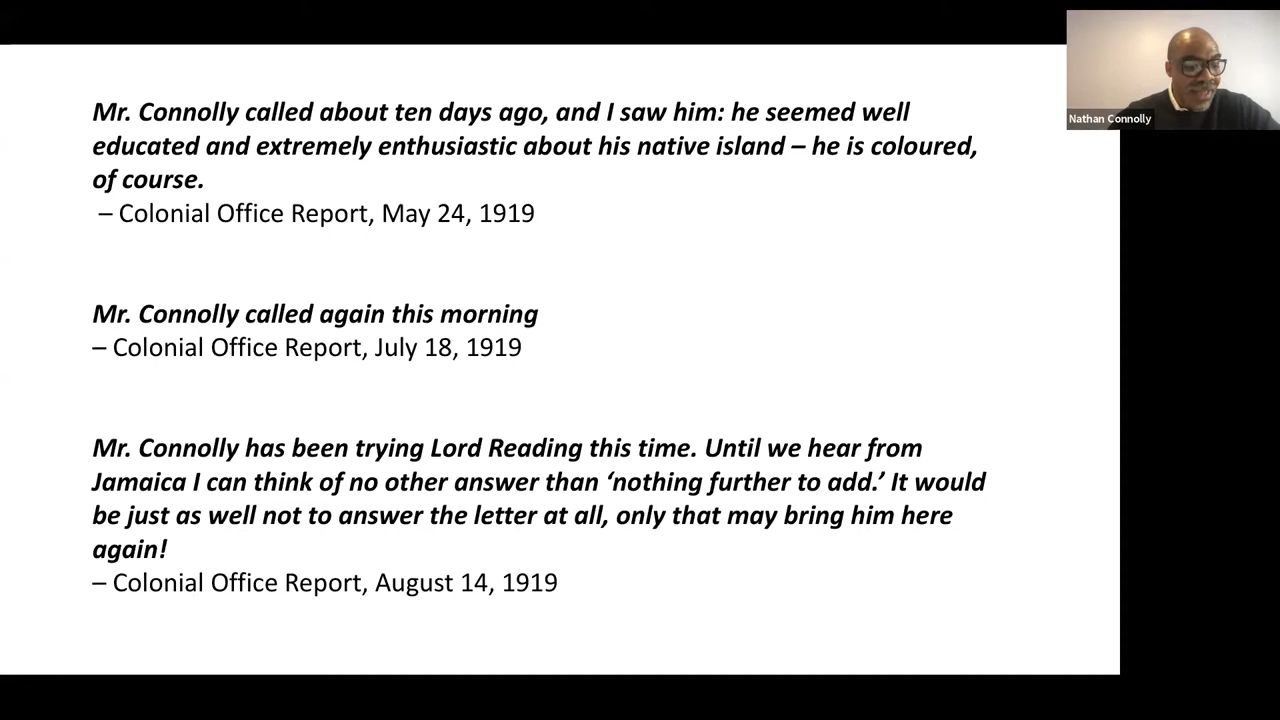 Mr. Connolly called about ten days ago, and I saw him: he seemed well
educated and extremely enthusiastic about his native island – he is coloured,
of course.
– Colonial Office Report, May 24, 1919
Mr. Connolly called again this morning
– Colonial Office Report, July 18, 1919
Mr. Connolly has been trying Lord Reading this time. Until we hear from
Jamaica I can think of no other answer than ‘nothing further to add.’ It would
be just as well not to answer the letter at all, only that may bring him here
again!
– Colonial Office Report, August 14, 1919
Nathan Connolly